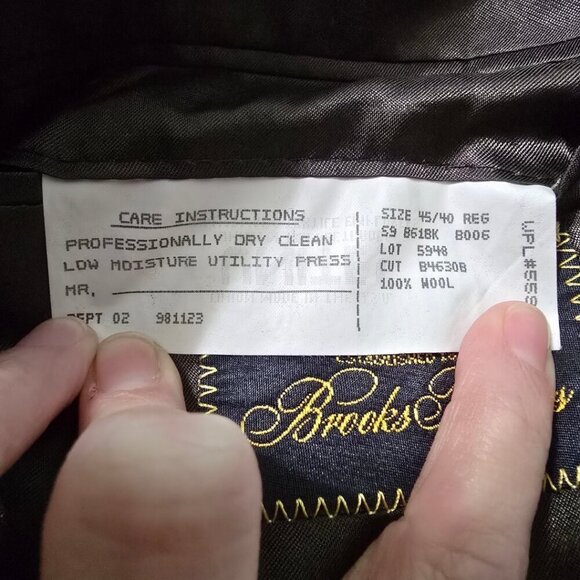 CARE INSTRUCTIONS
PROFESSIONALLY DRY CLEAN
LOW MOISTURE UTILITY PRESS
MR,
02 981123
SIZE 45/40 REG
S9 B61BK B006
LOT 5948
CUT B4630B
100% WOOL
WPL#
Brooks